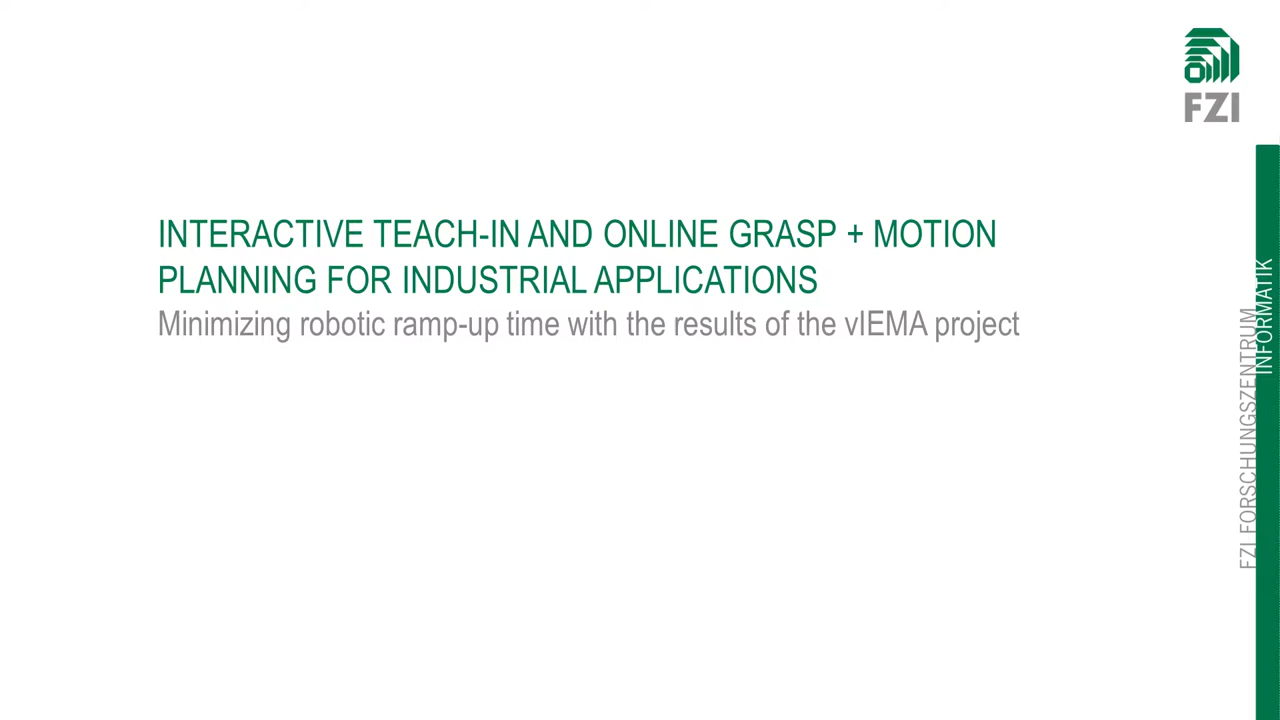 FZI
INTERACTIVE TEACH-IN AND ONLINE GRASP + MOTION
PLANNING FOR INDUSTRIAL APPLICATIONS
Minimizing robotic ramp-up time with the results of the vIEMA project
FZI FORSCHUNGSZENTRUM
INFORMATIK